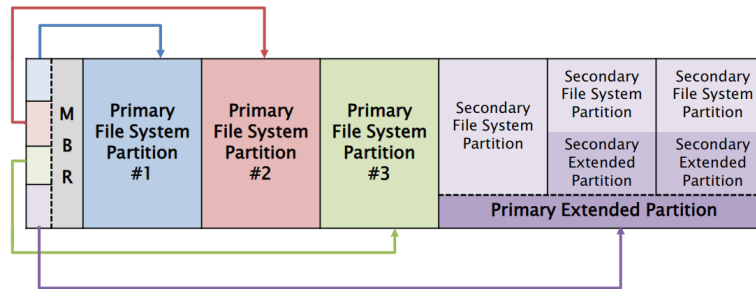 M
B
R
Primary
File System
Partition
#1
Primary
File System
Partition
#2
Primary
File System
Partition
#3
Secondary
File System
Partition
Secondary
File System
Partition
Secondary
Extended
Partition
Secondary
File System
Partition
Secondary
Extended
Partition
Primary Extended Partition